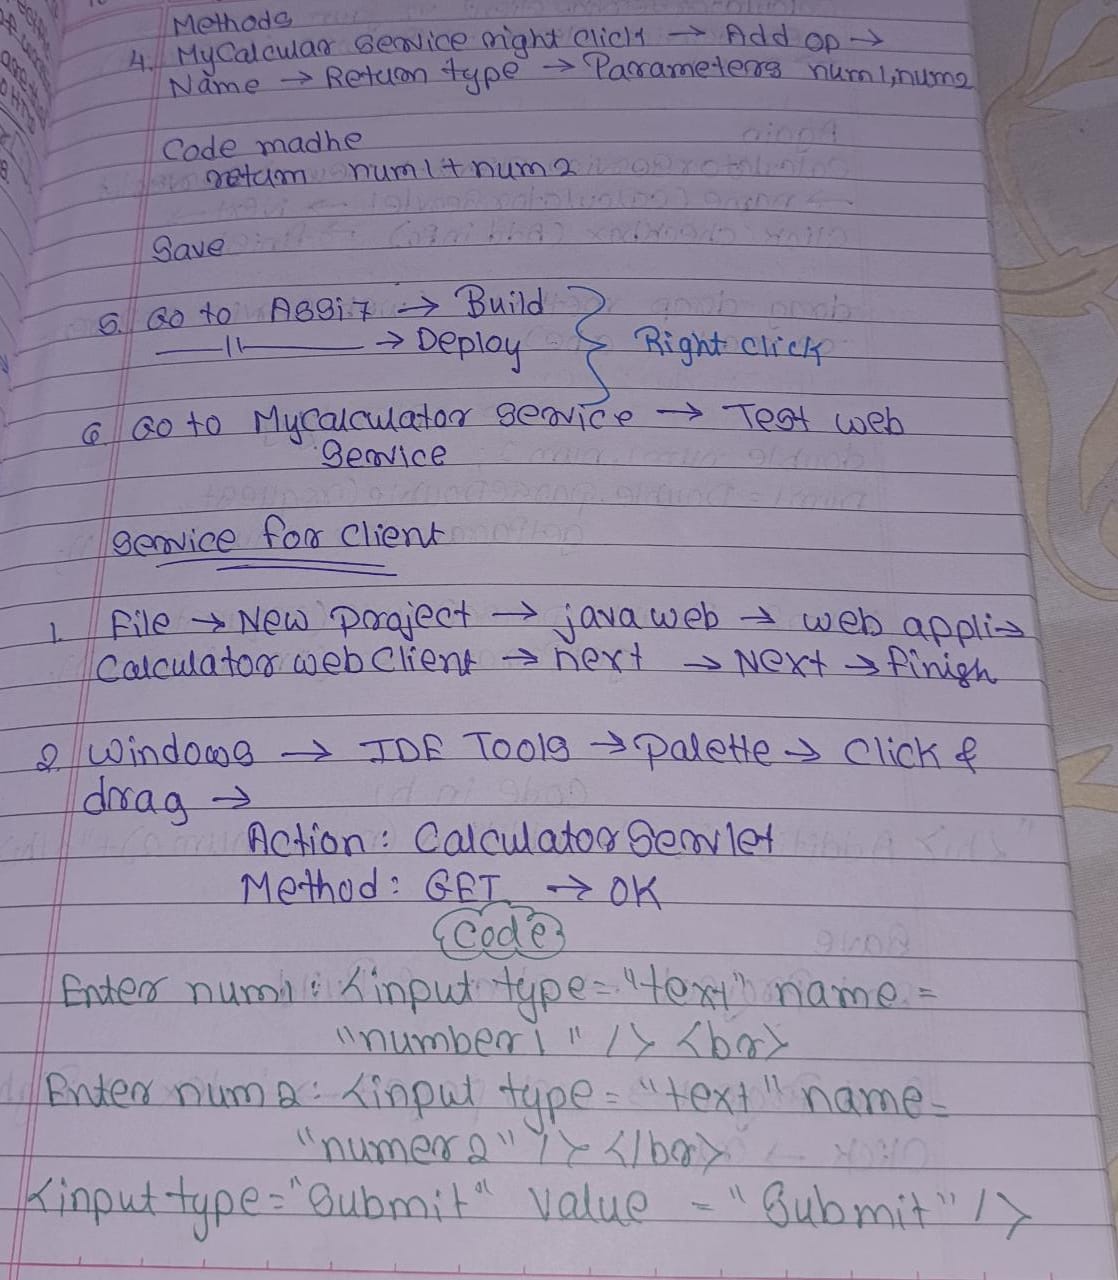 Methods
4. MyCalcular service right click → Add op →
Name → Return type → Parameters num1, num2
Code madhe
return num1 + num2
Save
5. Go to Assi7 → Build
—— 11 —— → Deploy } Right click
6 Go to Mycalculator service → Test web
Service
service for client
1. File → New project → java web → web appli →
Calculator web Client → next → Next → finish
2. Windows → IDE Tools → palette → Click &
drag →
Action : Calculator Servlet
Method : GET → OK
{Code}
Enter num1 : <input type = "text" name =
"number1" /> <br>
Enter num2 : <input type = "text" name =
"numer2" /> </br>
<input type = "Submit" value = "Submit" />